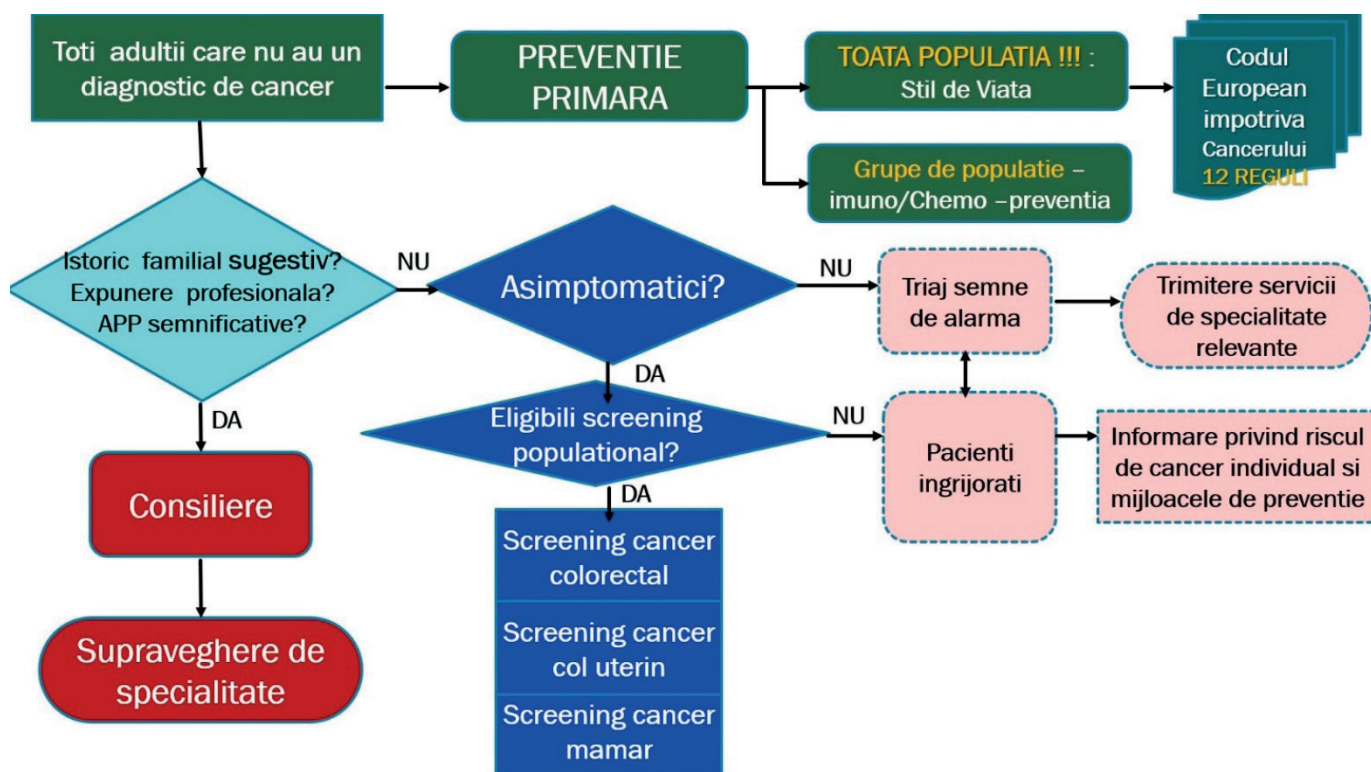 Toti adultii care nu au un
diagnostic de cancer
PREVENTIE
PRIMARA
TOATA POPULATIA !!! :
Stil de Viata
Codul
European
impotriva
Cancerului
12 REGULI
Grupe de populatie –
imuno/Chemo –preventia
Istoric familial sugestiv?
Expunere profesionala?
APP semnificative?
NU
Asimptomatici?
NU
Triaj semne
de alarma
Trimitere servicii
de specialitate
relevante
DA
DA
Eligibili screening
populational?
NU
Pacienti
ingrijorati
Informare privind riscul
de cancer individual si
mijloacele de preventie
Consiliere
DA
Screening cancer
colorectal
Screening cancer
col uterin
Screening cancer
mamar
Supraveghere de
specialitate